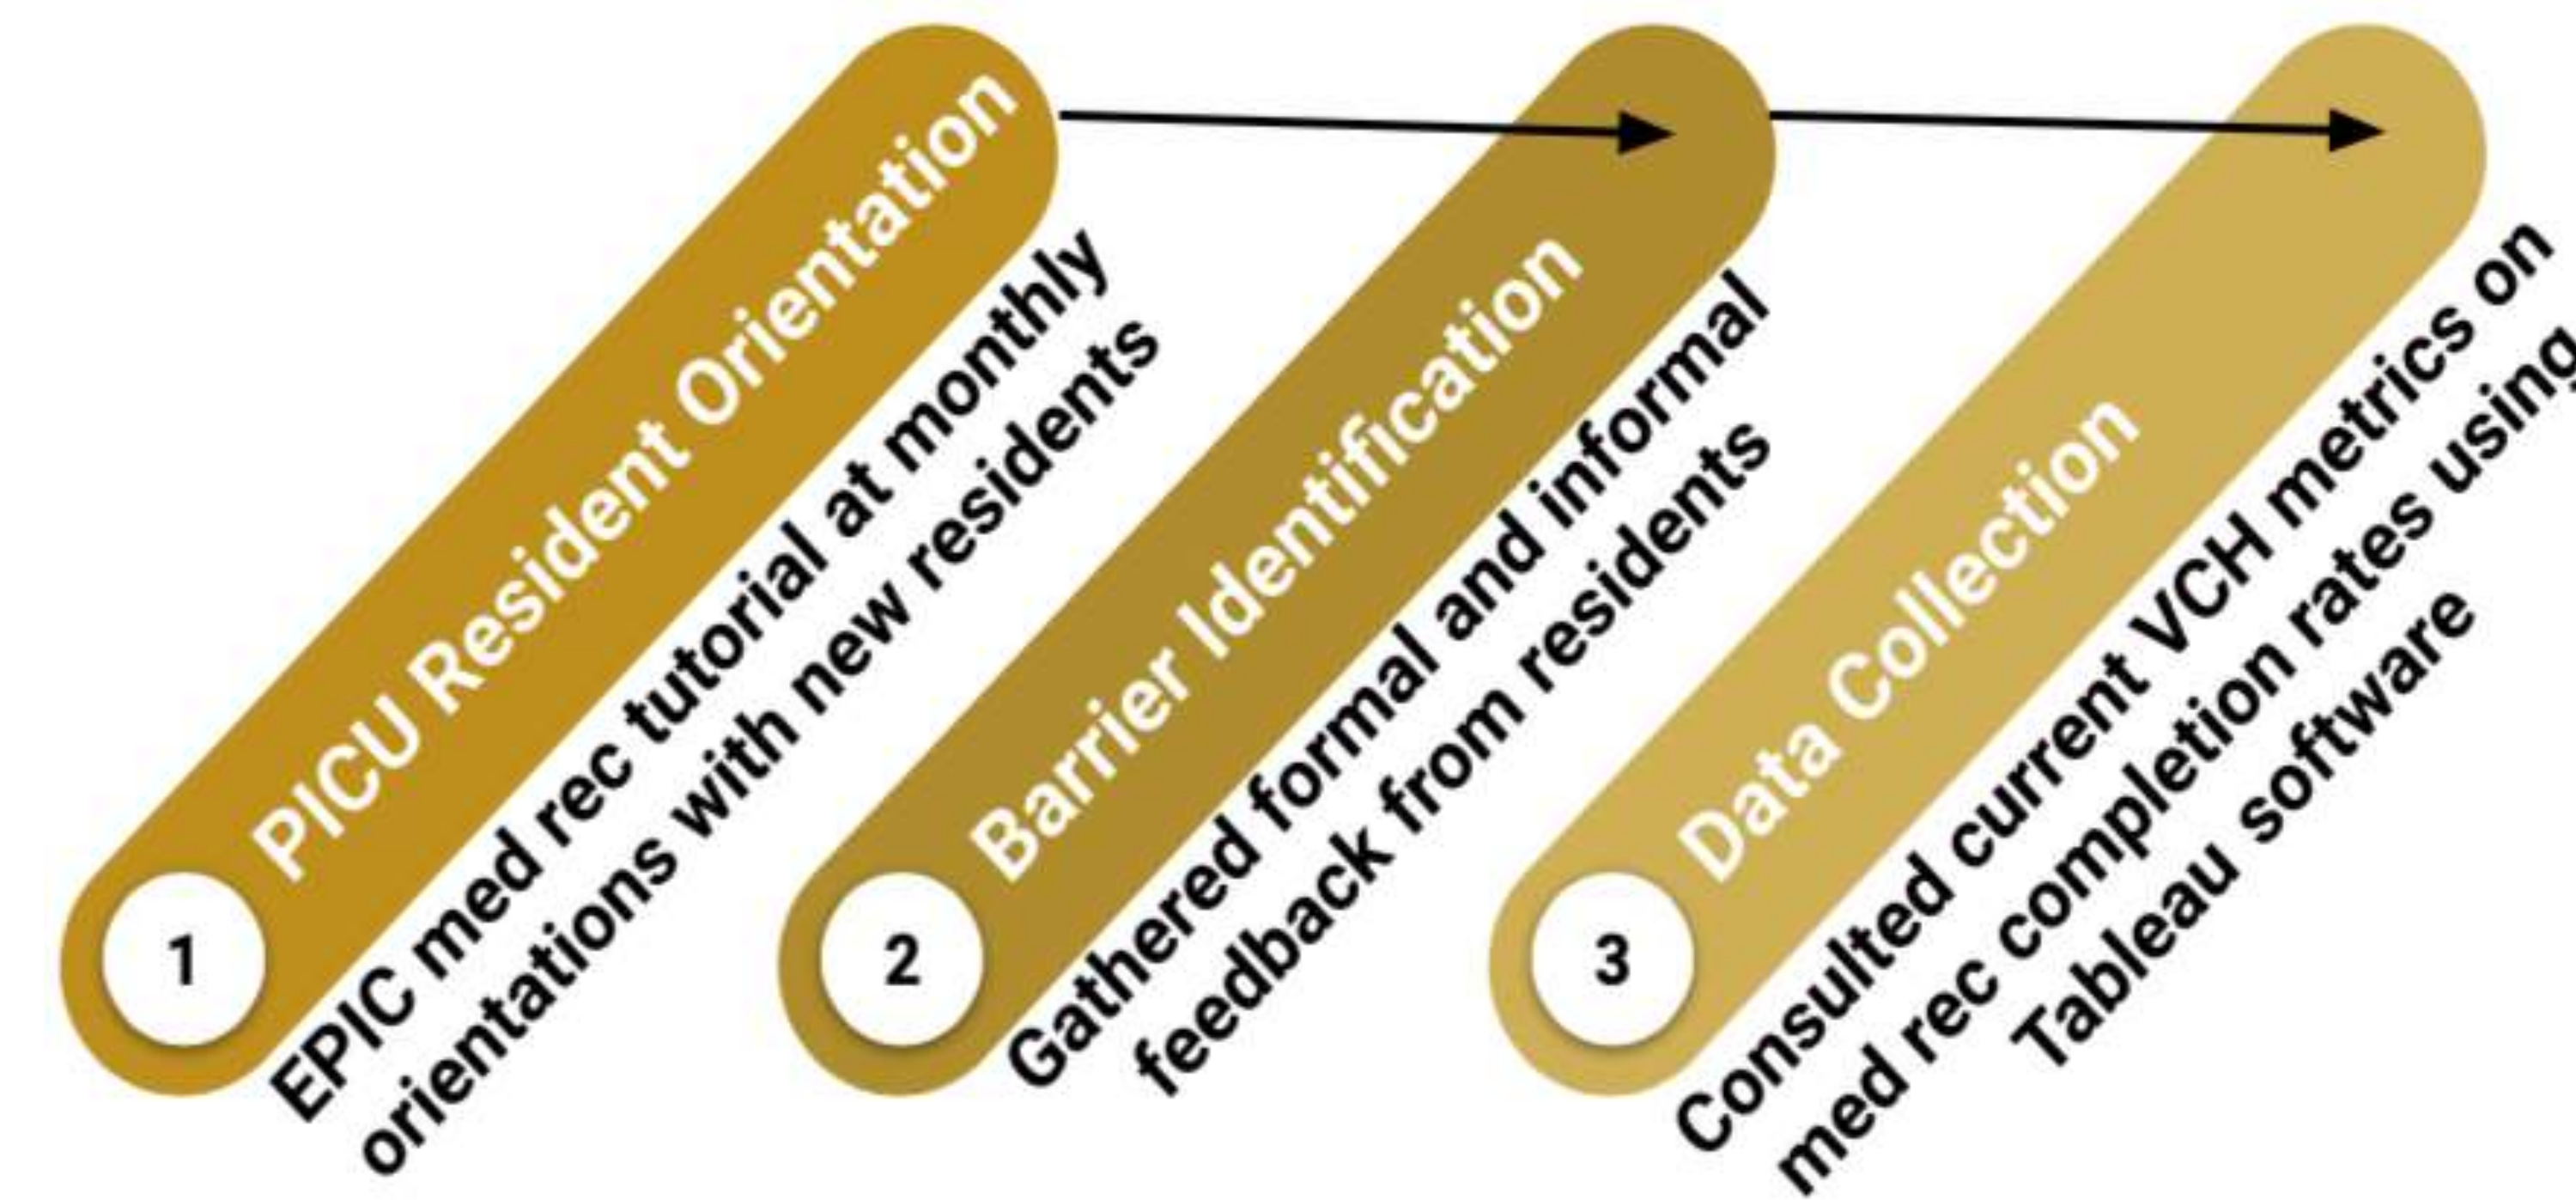 PICU Resident Orientation
EPIC med rec tutorial at monthly
orientations with new residents
1
Barrier Identification
Gathered formal and informal
feedback from residents
2
Data Collection
Consulted current VCH metrics on
med rec completion rates using
Tableau software
3